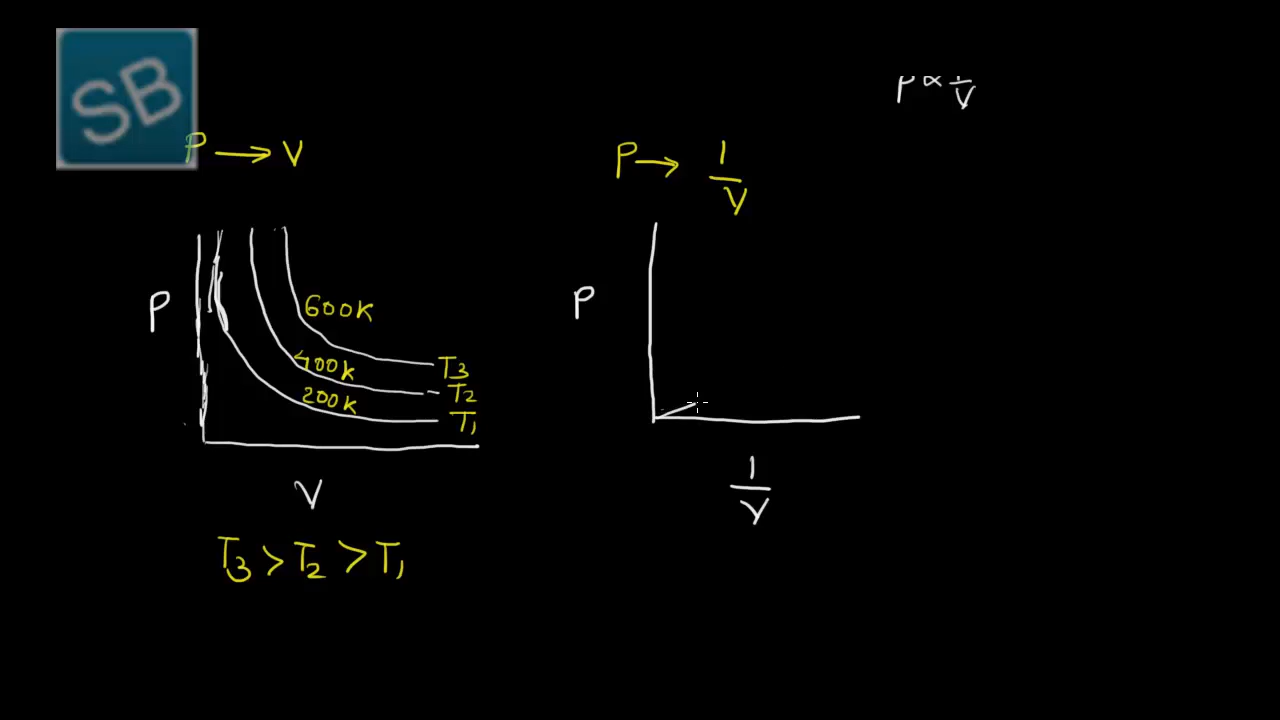 SB
P ∝ 1/V
P → V
P → 1/V
P
600K
400K
200K
T3
T2
T1
V
T3 > T2 > T1
P
1/V